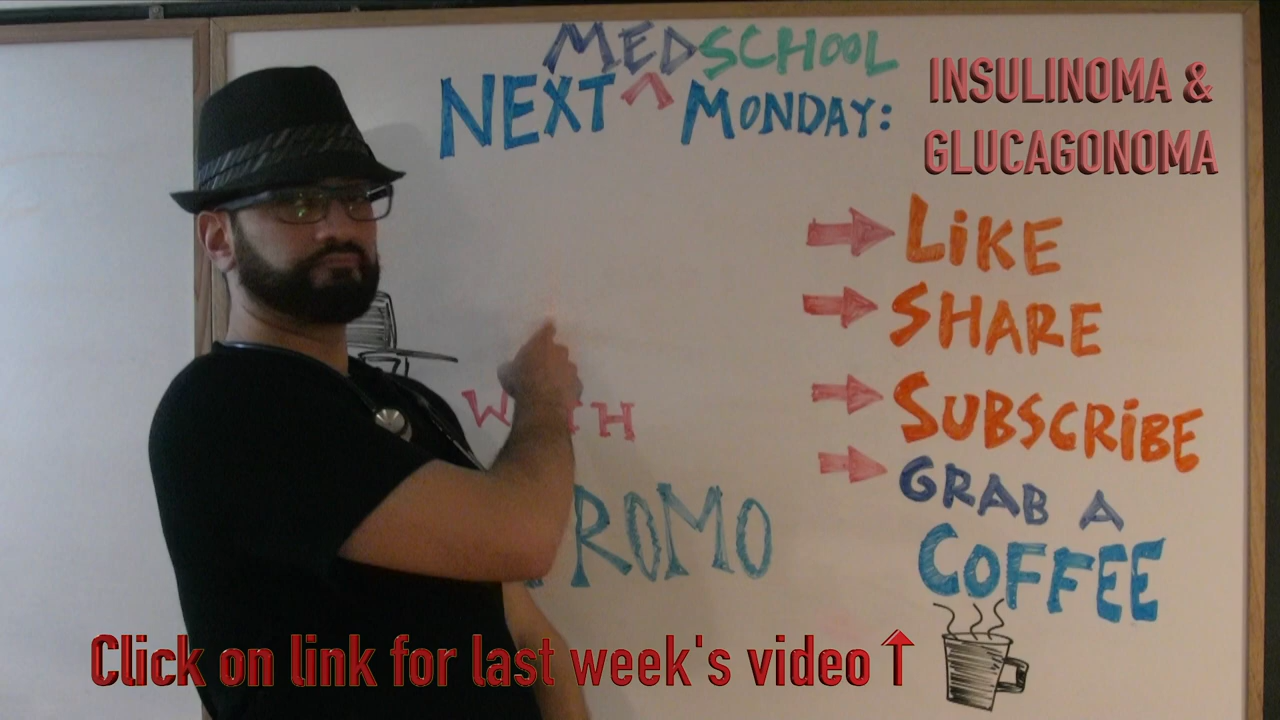 MEDSCHOOL
NEXT ^ MONDAY:
INSULINOMA &
GLUCAGONOMA
→ LiKE
→ SHARE
→ SUBSCRiBE
→ GRAB A
COFFEE
ROMO
Click on link for last week's video ↑